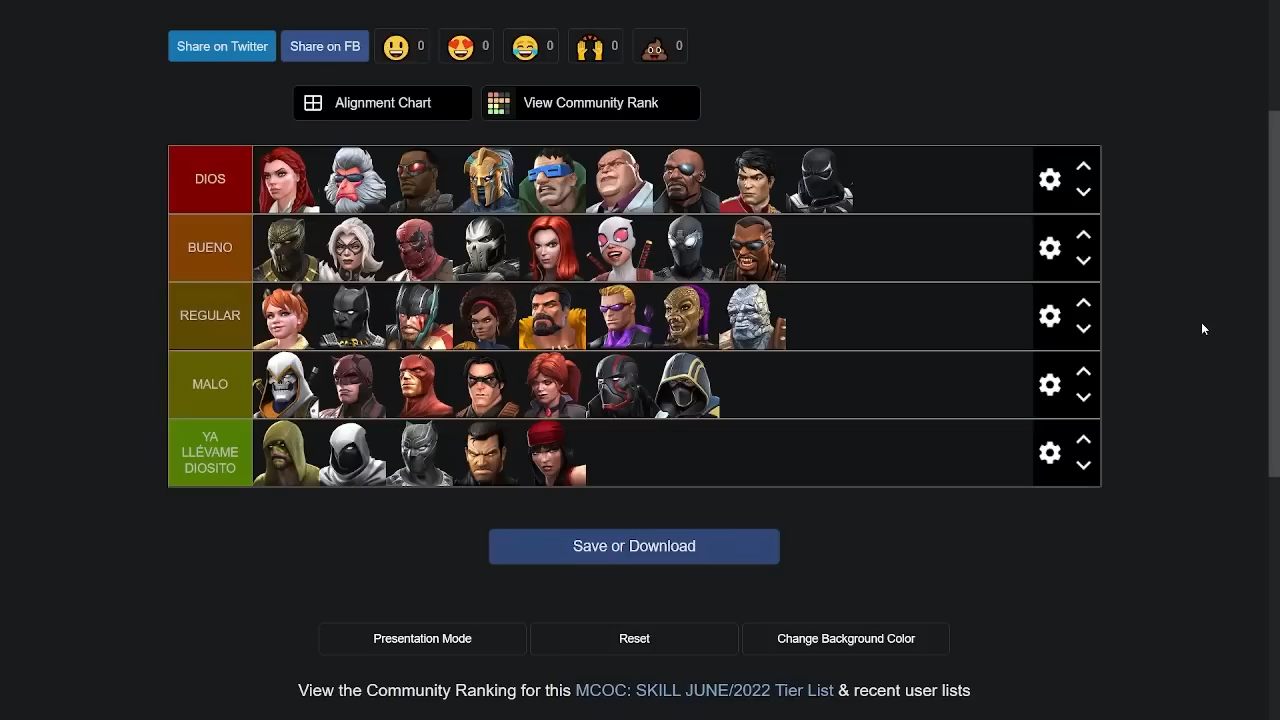 Share on Twitter
Share on FB
0
0
0
0
0
Alignment Chart
View Community Rank
DIOS
BUENO
REGULAR
MALO
YA
LLÉVAME
DIOSITO
Save or Download
Presentation Mode
Reset
Change Background Color
View the Community Ranking for this MCOC: SKILL JUNE/2022 Tier List & recent user lists